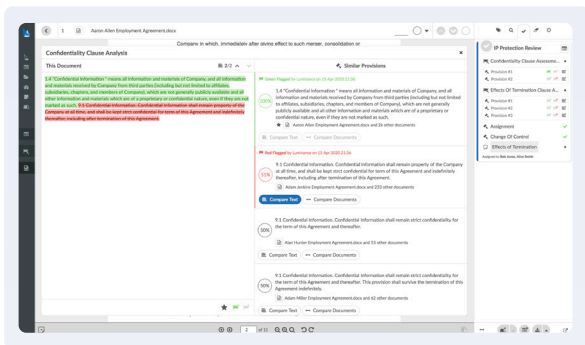 1
Aaron Allen Employment Agreement.docx
Company in which, immediately after giving effect to such merger, consolidation or
Confidentiality Clause Analysis
This Document
2/2
1.4 "Confidential Information " means all information and materials of Company, and all information
and materials received by Company from third parties (including but not limited to affiliates,
subsidiaries, chapters, and members of Company), which are not generally publicly available and all
other information and materials which are of a proprietary or confidential nature, even if they are not
marked as such. 9.1 Confidential Information. Confidential Information shall remain property of the
Company at all time, and shall be kept strict confidential for term of this Agreement and indefinitely
thereafter, including after termination of this Agreement.
Similar Provisions
Green Flagged by Luminance on 15 Apr 2020 21:36
100%
1.4 "Confidential Information " means all information and materials of Company, and all
information and materials received by Company from third parties (including but not limited
to affiliates, subsidiaries, chapters, and members of Company), which are not generally
publicly available and all other information and materials which are of a proprietary or
confidential nature, even if they are not marked as such.
Aaron Allen Employment Agreement.docx and 26 other documents
Compare Text
Compare Documents
Red Flagged by Luminance on 15 Apr 2020 21:36
51%
9.1 Confidential Information. Confidential Information shall remain property of the Company
at all time, and shall be kept strict confidential for term of this Agreement and indefinitely
thereafter, including after termination of this Agreement.
Adam Jenkins Employment Agreement.docx and 233 other documents
Compare Text
Compare Documents
50%
9.1 Confidential Information. Confidential Information shall remain strict confidential for
the term of this Agreement and thereafter.
Alan Hunter Employment Agreement.docx and 53 other documents
Compare Text
Compare Documents
50%
9.1 Confidential Information. Confidential Information shall remain strict confidential for
the term of this Agreement and thereafter. This provision shall survive the termination of this
Agreement indefinitely.
Adam Miller Employment Agreement.docx and 62 other documents
Compare Text
Compare Documents
IP Protection Review
Confidentiality Clause Assessme...
Provision #1
Provision #2
Effects Of Termination Clause A...
Provision #1
Provision #2
Provision #3
Assignment
Change Of Control
Effects of Termination
Assigned to Bob Jones, Alice Smith
of 11